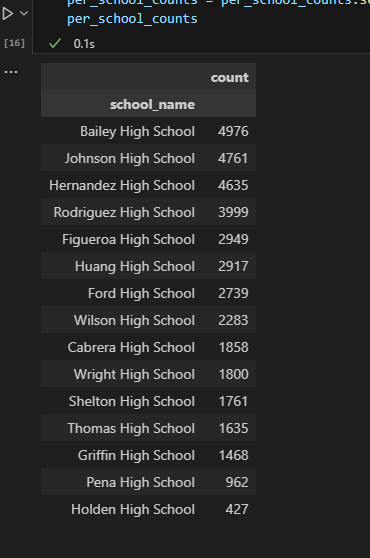 per_school_counts = per_school_counts.s
per_school_counts
[16]
0.1s
...
count
school_name
Bailey High School 4976
Johnson High School 4761
Hernandez High School 4635
Rodriguez High School 3999
Figueroa High School 2949
Huang High School 2917
Ford High School 2739
Wilson High School 2283
Cabrera High School 1858
Wright High School 1800
Shelton High School 1761
Thomas High School 1635
Griffin High School 1468
Pena High School 962
Holden High School 427